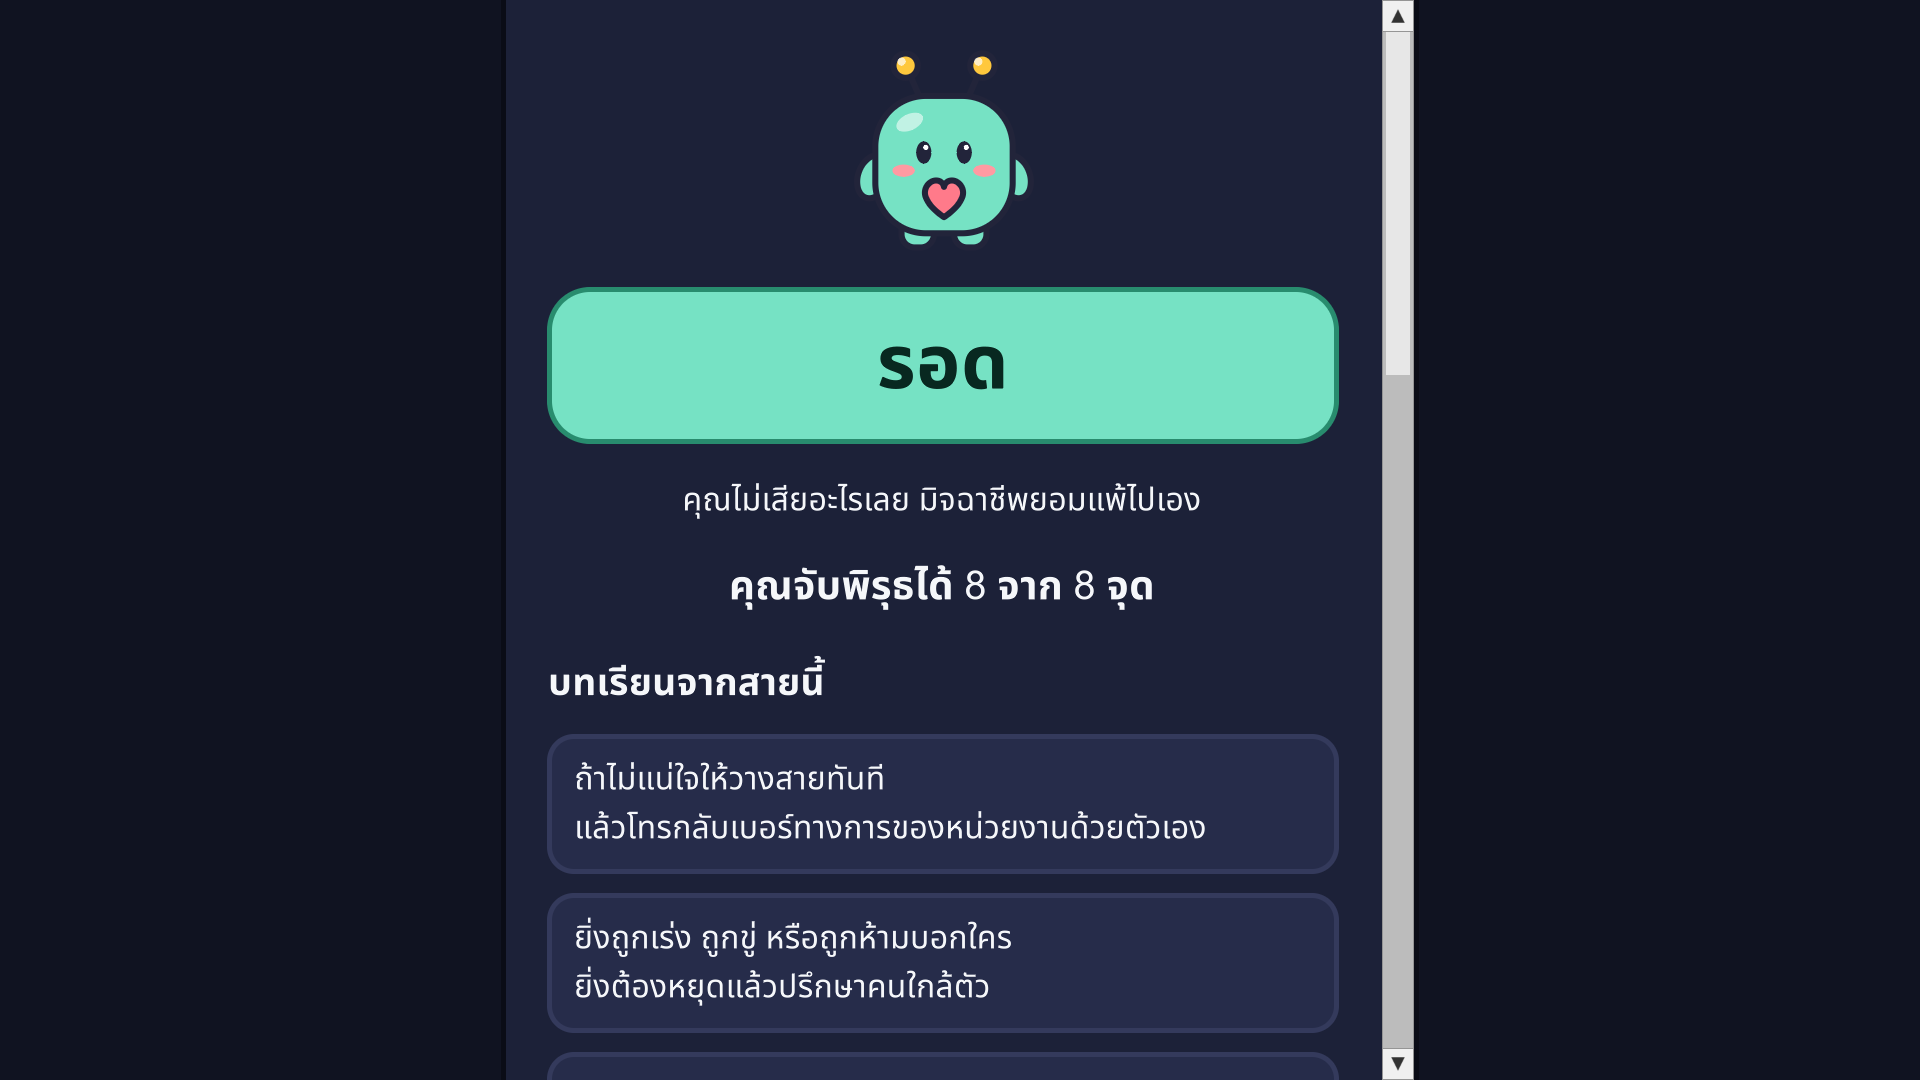 รอด
คุณไม่เสียอะไรเลย มิจฉาชีพยอมแพ้ไปเอง
คุณจับพิรุธได้ 8 จาก 8 จุด
บทเรียนจากสายนี้
ถ้าไม่แน่ใจให้วางสายทันที
แล้วโทรกลับเบอร์ทางการของหน่วยงานด้วยตัวเอง
ยิ่งถูกเร่ง ถูกขู่ หรือถูกห้ามบอกใคร
ยิ่งต้องหยุดแล้วปรึกษาคนใกล้ตัว